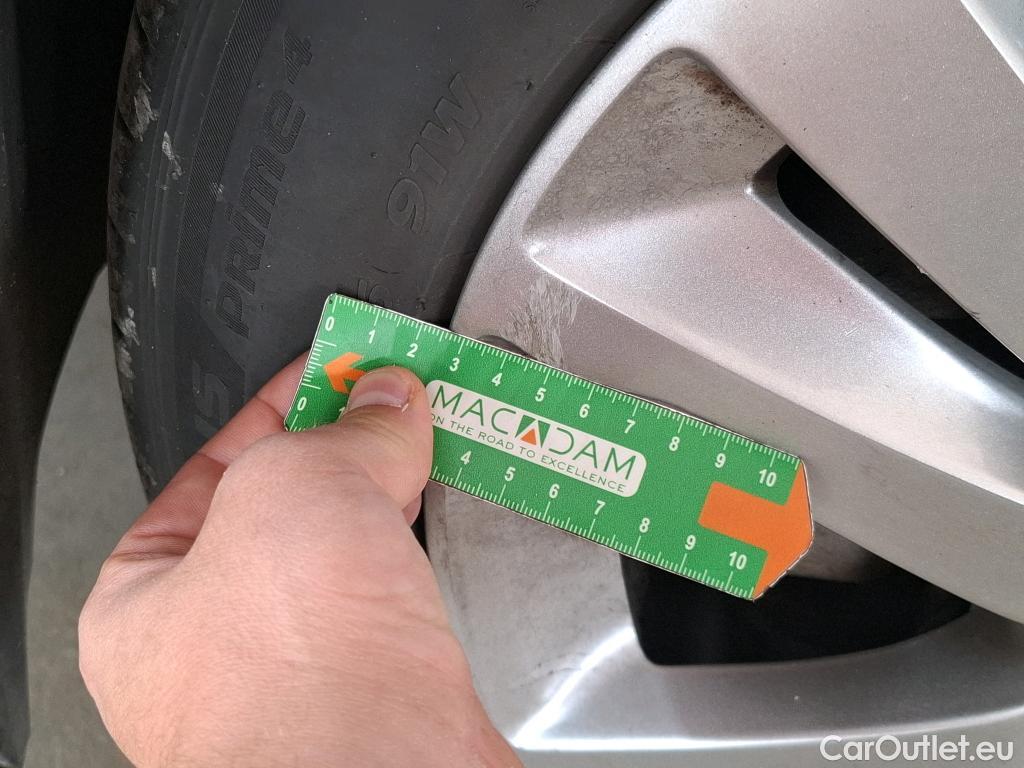 PRIME 4
91W
0 1 2 3 4 5 6 7 8 9 10
MACADAM
ON THE ROAD TO EXCELLENCE
0 1 4 5 6 7 8 9 10
CarOutlet.eu